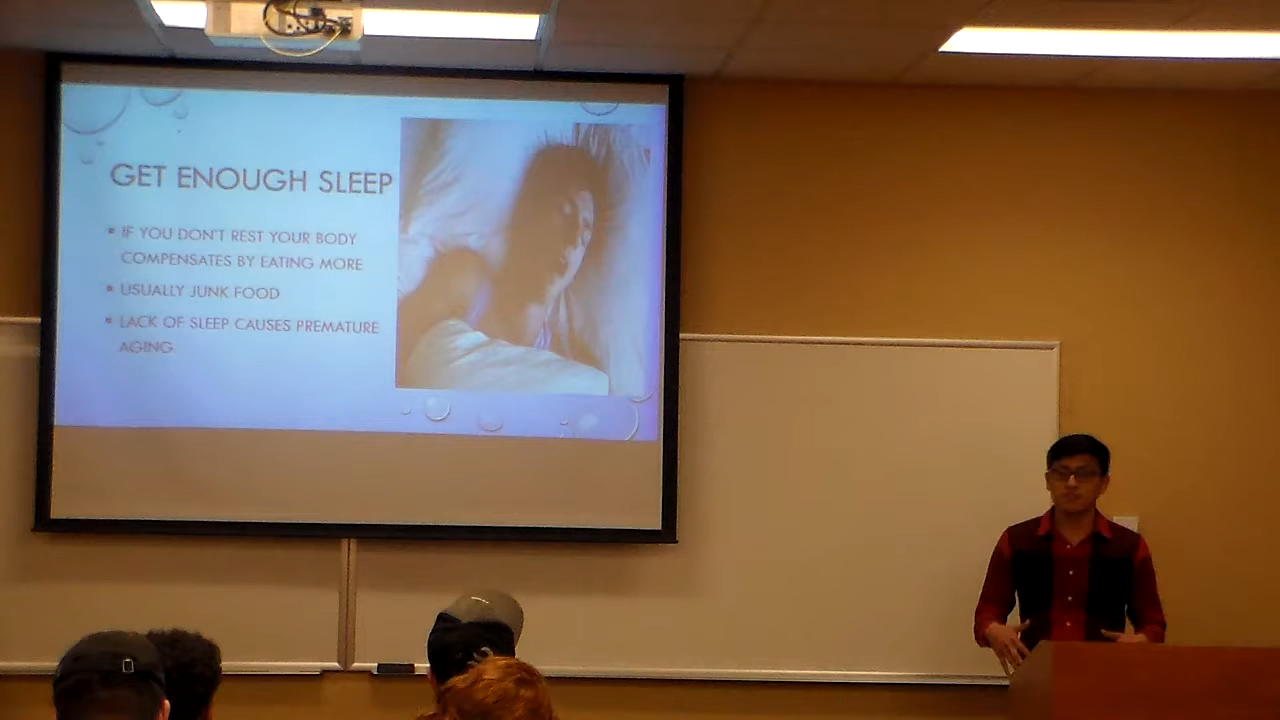 GET ENOUGH SLEEP
▪ IF YOU DON'T REST YOUR BODY
COMPENSATES BY EATING MORE
▪ USUALLY JUNK FOOD
▪ LACK OF SLEEP CAUSES PREMATURE
AGING